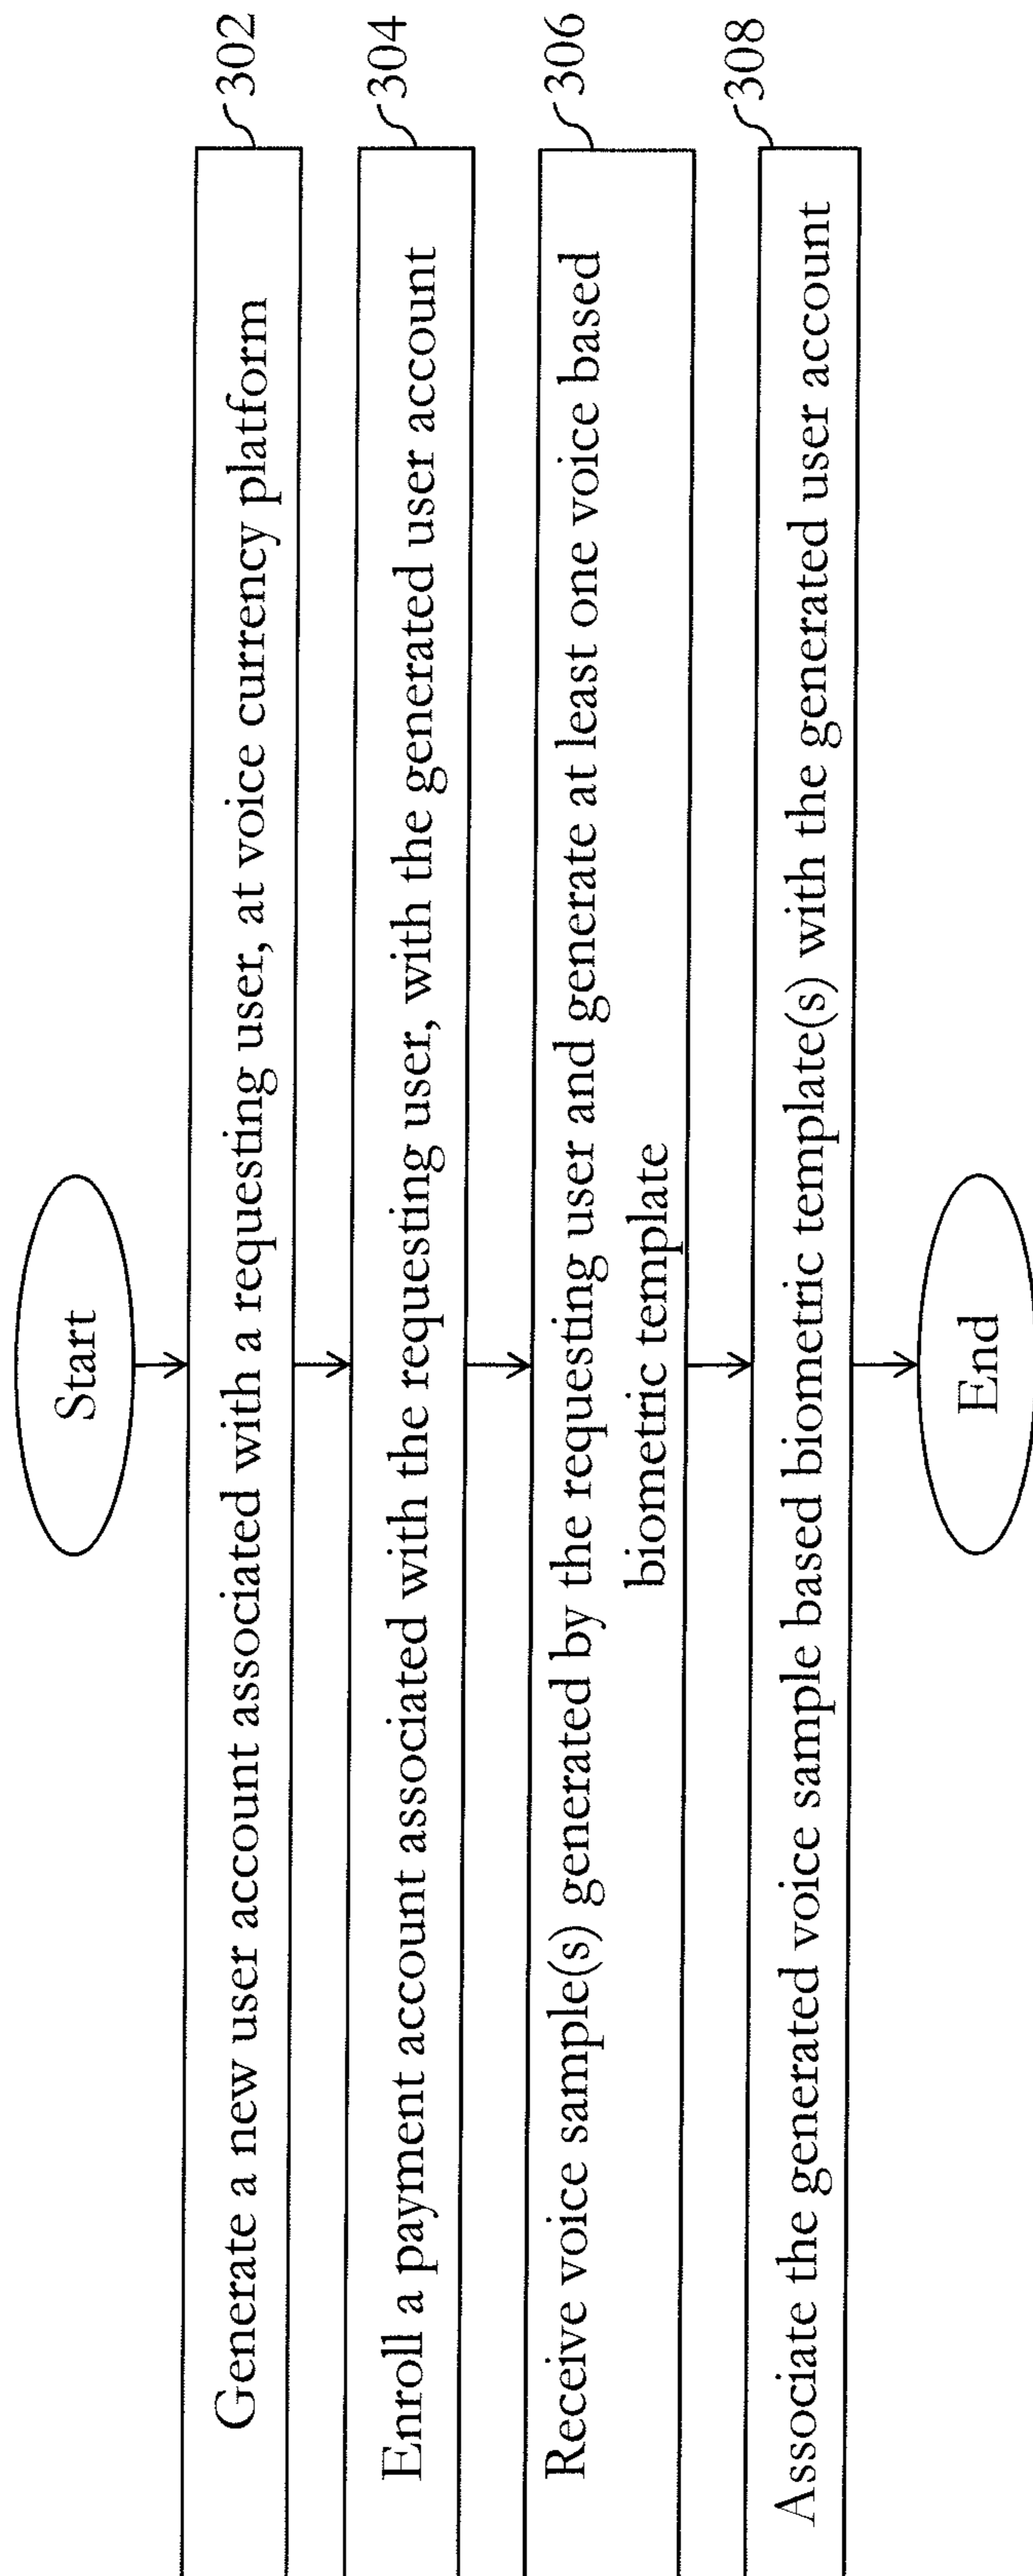 Start
Generate a new user account associated with a requesting user, at voice currency platform
302
Enroll a payment account associated with the requesting user, with the generated user account
304
Receive voice sample(s) generated by the requesting user and generate at least one voice based
biometric template
306
Associate the generated voice sample based biometric template(s) with the generated user account
308
End